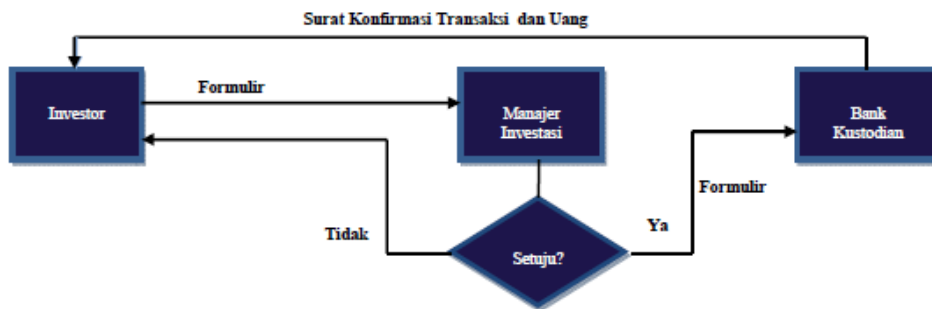 Surat Konfirmasi Transaksi dan Uang
Formulir
Investor
Manajer
Investasi
Bank
Kustodian
Formulir
Tidak
Ya
Setuju?